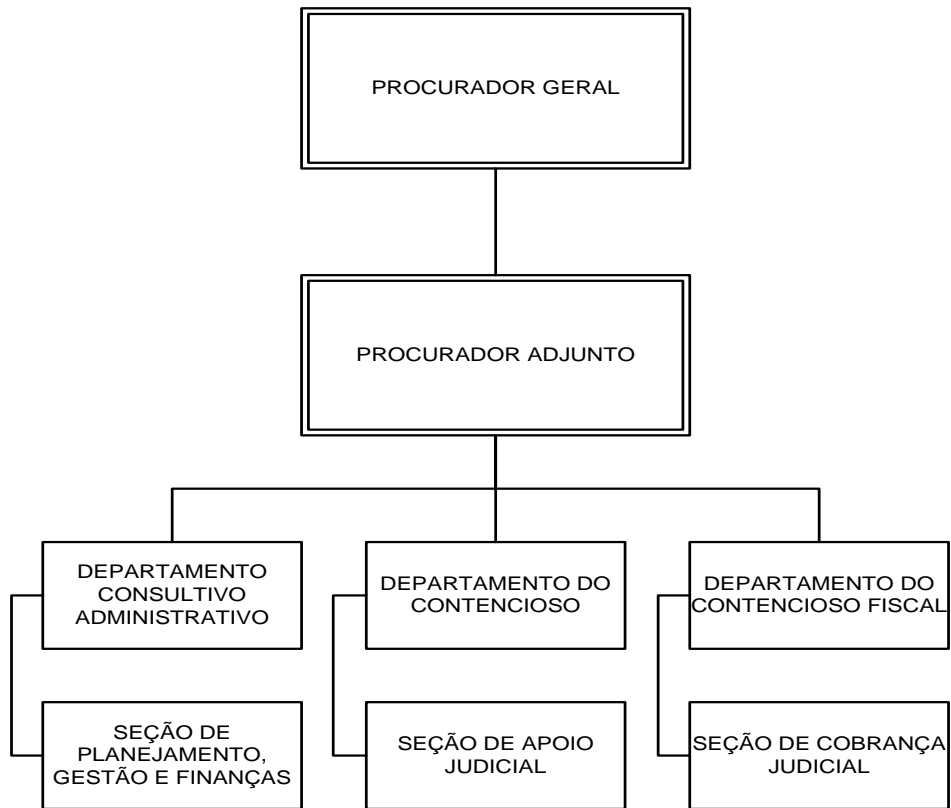 PROCURADOR GERAL
PROCURADOR ADJUNTO
DEPARTAMENTO
CONSULTIVO
ADMINISTRATIVO
DEPARTAMENTO DO
CONTENCIOSO
DEPARTAMENTO DO
CONTENCIOSO FISCAL
SEÇÃO DE
PLANEJAMENTO,
GESTÃO E FINANÇAS
SEÇÃO DE APOIO
JUDICIAL
SEÇÃO DE COBRANÇA
JUDICIAL